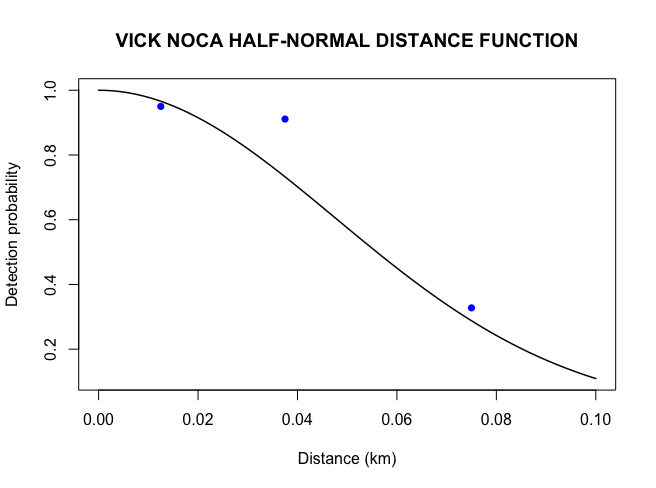 VICK NOCA HALF-NORMAL DISTANCE FUNCTION
Detection probability
1.0
0.8
0.6
0.4
0.2
0.00 0.02 0.04 0.06 0.08 0.10
Distance (km)